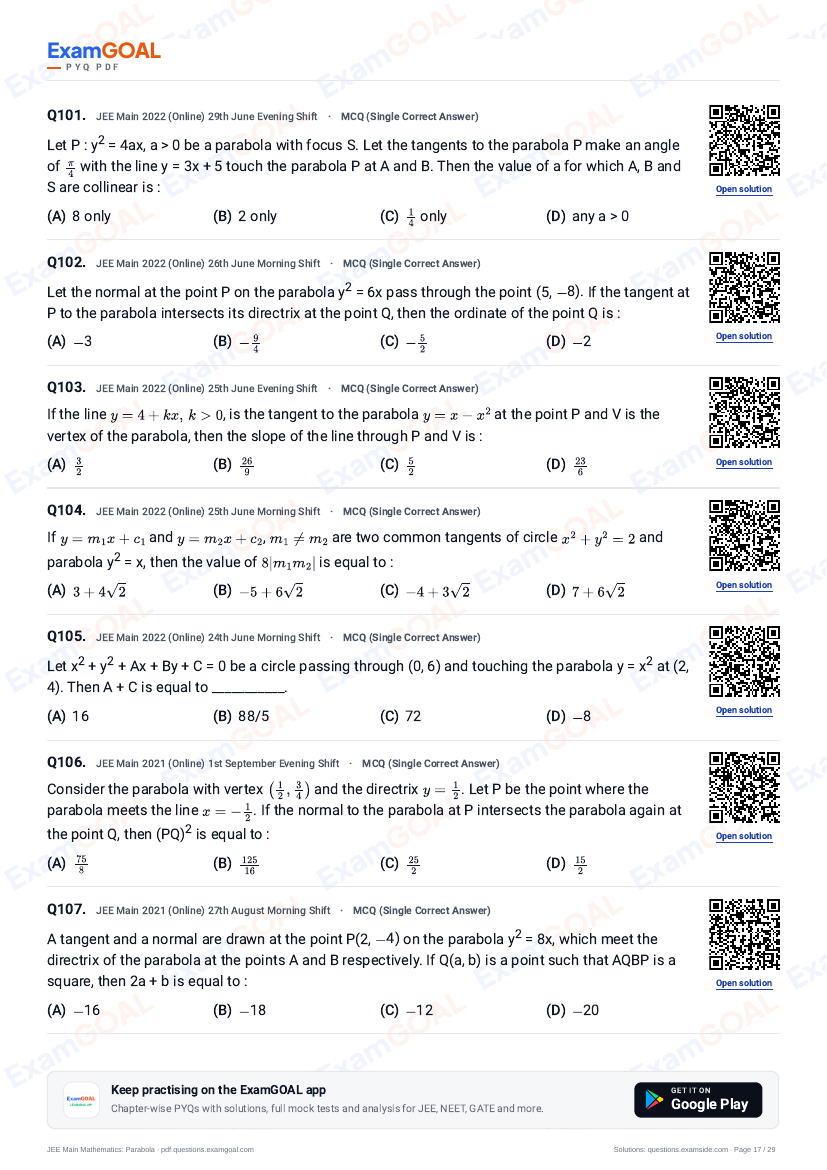 ExamGOAL
PYQ PDF
Q101. JEE Main 2022 (Online) 29th June Evening Shift · MCQ (Single Correct Answer)
Let P : y² = 4ax, a > 0 be a parabola with focus S. Let the tangents to the parabola P make an angle
of π/4 with the line y = 3x + 5 touch the parabola P at A and B. Then the value of a for which A, B and
S are collinear is :
(A) 8 only (B) 2 only (C) 1/4 only (D) any a > 0
Open solution
Q102. JEE Main 2022 (Online) 26th June Morning Shift · MCQ (Single Correct Answer)
Let the normal at the point P on the parabola y² = 6x pass through the point (5, −8). If the tangent at
P to the parabola intersects its directrix at the point Q, then the ordinate of the point Q is :
(A) −3 (B) −9/4 (C) −5/2 (D) −2
Open solution
Q103. JEE Main 2022 (Online) 25th June Evening Shift · MCQ (Single Correct Answer)
If the line y = 4 + kx, k > 0, is the tangent to the parabola y = x − x² at the point P and V is the
vertex of the parabola, then the slope of the line through P and V is :
(A) 3/2 (B) 26/9 (C) 5/2 (D) 23/6
Open solution
Q104. JEE Main 2022 (Online) 25th June Morning Shift · MCQ (Single Correct Answer)
If y = m₁x + c₁ and y = m₂x + c₂, m₁ ≠ m₂ are two common tangents of circle x² + y² = 2 and
parabola y² = x, then the value of 8|m₁m₂| is equal to :
(A) 3 + 4√2 (B) −5 + 6√2 (C) −4 + 3√2 (D) 7 + 6√2
Open solution
Q105. JEE Main 2022 (Online) 24th June Morning Shift · MCQ (Single Correct Answer)
Let x² + y² + Ax + By + C = 0 be a circle passing through (0, 6) and touching the parabola y = x² at (2,
4). Then A + C is equal to ___________.
(A) 16 (B) 88/5 (C) 72 (D) −8
Open solution
Q106. JEE Main 2021 (Online) 1st September Evening Shift · MCQ (Single Correct Answer)
Consider the parabola with vertex (1/2, 3/4) and the directrix y = 1/2. Let P be the point where the
parabola meets the line x = −1/2. If the normal to the parabola at P intersects the parabola again at
the point Q, then (PQ)² is equal to :
(A) 75/8 (B) 125/16 (C) 25/2 (D) 15/2
Open solution
Q107. JEE Main 2021 (Online) 27th August Morning Shift · MCQ (Single Correct Answer)
A tangent and a normal are drawn at the point P(2, −4) on the parabola y² = 8x, which meet the
directrix of the parabola at the points A and B respectively. If Q(a, b) is a point such that AQBP is a
square, then 2a + b is equal to :
(A) −16 (B) −18 (C) −12 (D) −20
Open solution
ExamGOAL
Keep practising on the ExamGOAL app
Chapter-wise PYQs with solutions, full mock tests and analysis for JEE, NEET, GATE and more.
GET IT ON
Google Play
JEE Main Mathematics: Parabola · pdf.questions.examgoal.com
Solutions: questions.examside.com · Page 17 / 29